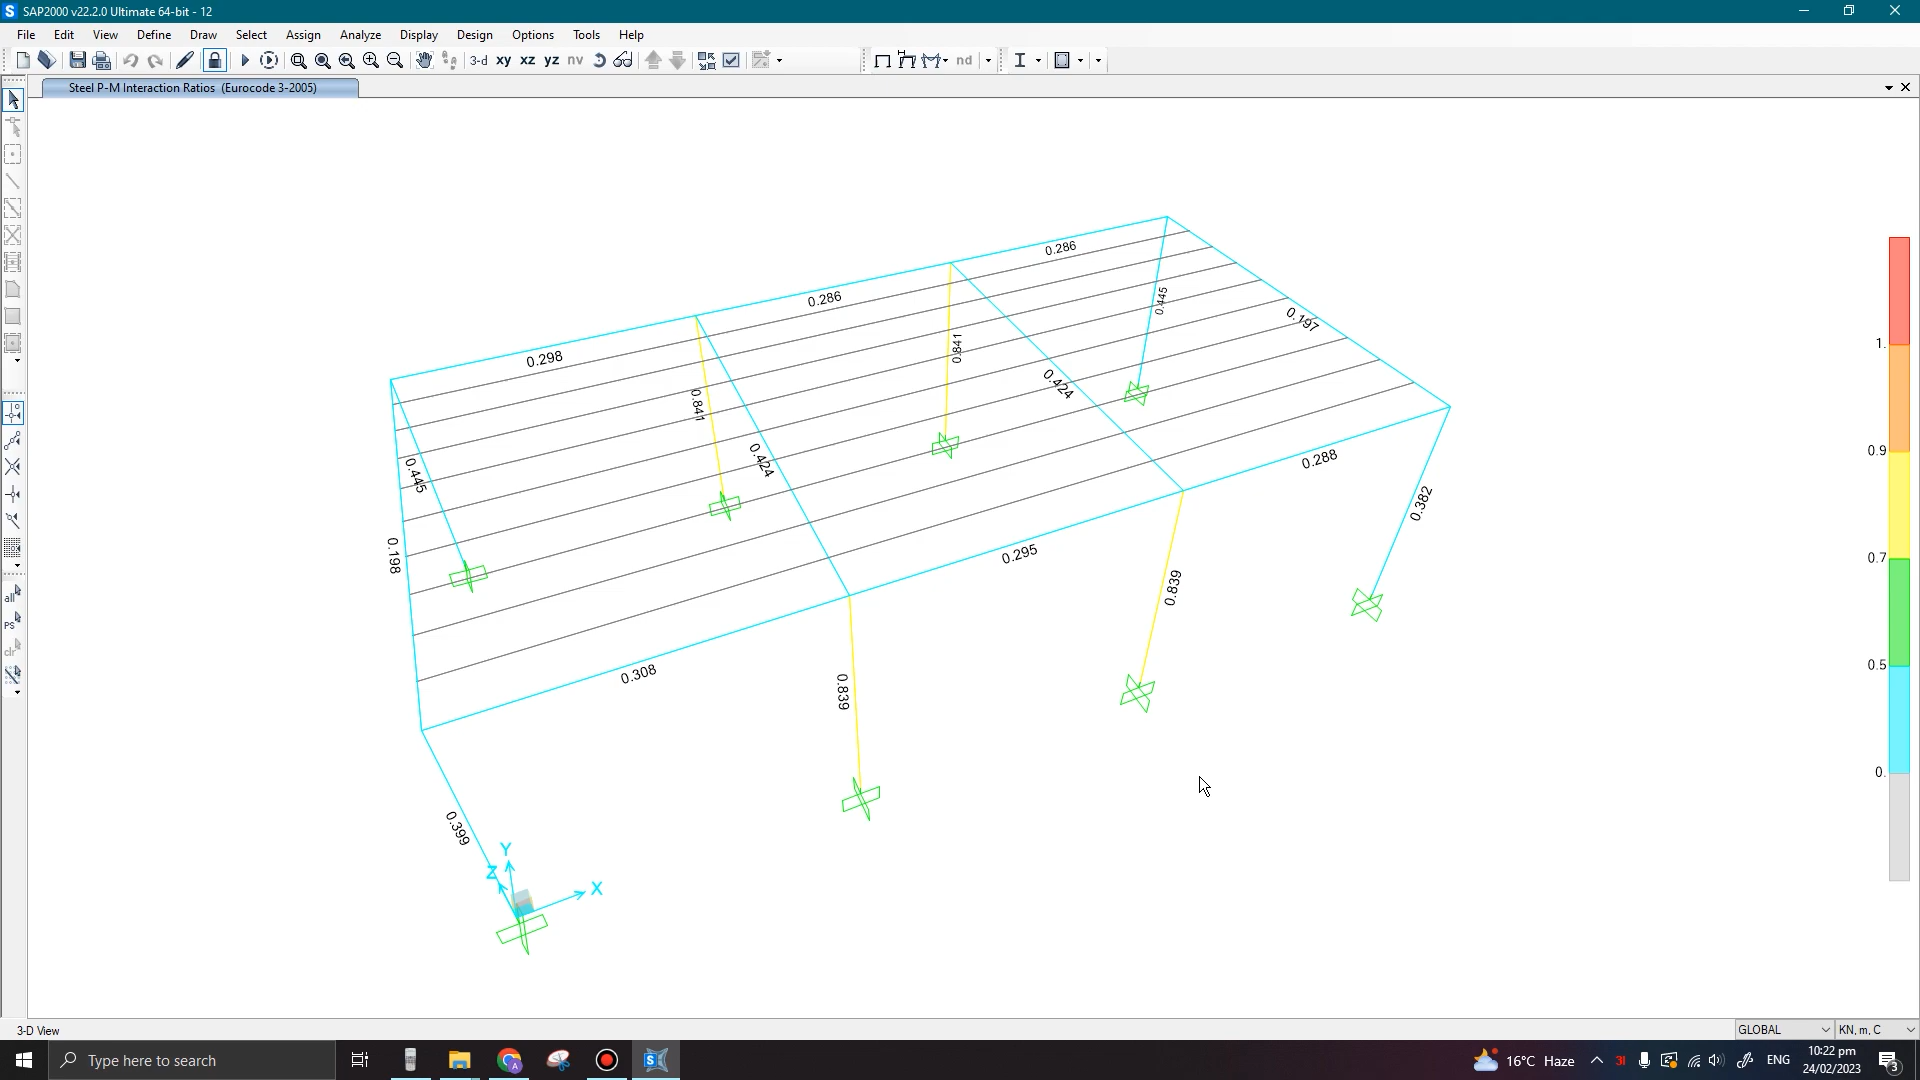 SAP2000 v22.2.0 Ultimate 64-bit - 12
File Edit View Define Draw Select Assign Analyze Display Design Options Tools Help
3-d xy xz yz nv nd
Steel P-M Interaction Ratios (Eurocode 3-2005)
0.286
0.286
0.445
0.298
0.841
0.841
0.197
0.424
0.424
0.445
0.288
0.382
0.198
0.295
0.839
0.308
0.839
0.399
Y
Z
X
1.
0.9
0.7
0.5
0.
all
PS
clr
3-D View
GLOBAL
KN, m, C
Type here to search
16°C Haze
ENG
10:22 pm
24/02/2023
3